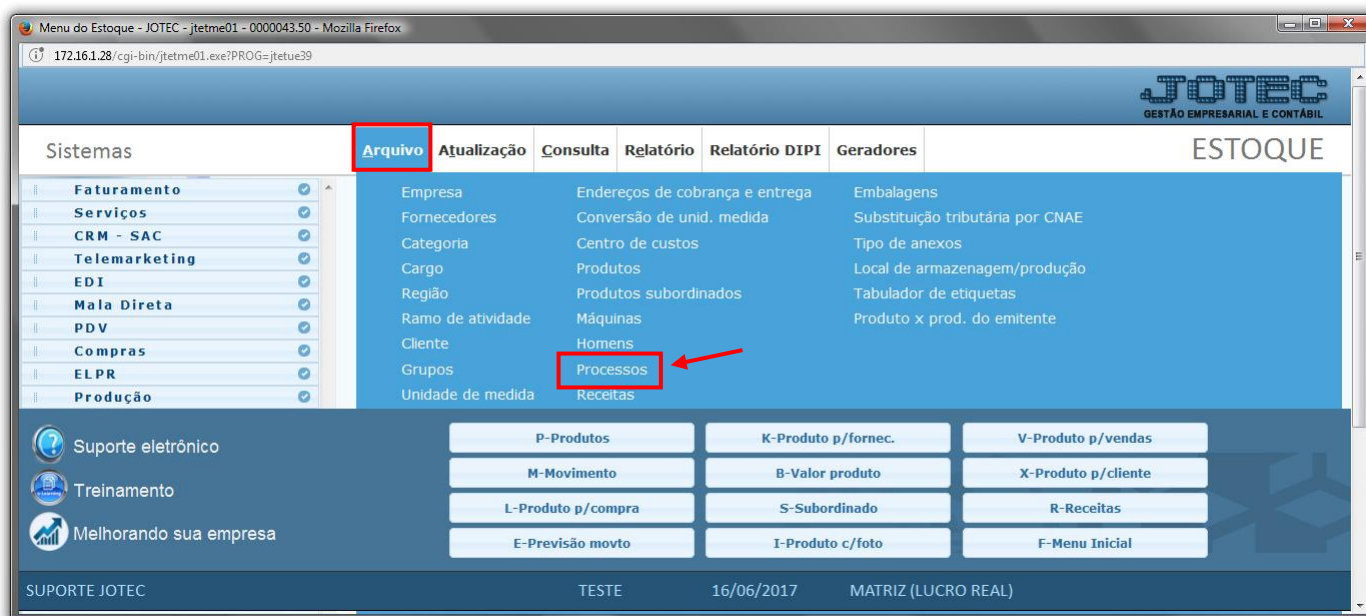 Menu do Estoque - JOTEC - jtetme01 - 0000043.50 - Mozilla Firefox
172.16.1.28/cgi-bin/jtetme01.exe?PROG=jtetue39
JOTEC
GESTÃO EMPRESARIAL E CONTÁBIL
Sistemas
Arquivo Atualização Consulta Relatório Relatório DIPI Geradores
ESTOQUE
Faturamento
Serviços
CRM - SAC
Telemarketing
EDI
Mala Direta
PDV
Compras
ELPR
Produção
Empresa
Fornecedores
Categoria
Cargo
Região
Ramo de atividade
Cliente
Grupos
Unidade de medida
Endereços de cobrança e entrega
Conversão de unid. medida
Centro de custos
Produtos
Produtos subordinados
Máquinas
Homens
Processos
Receitas
Embalagens
Substituição tributária por CNAE
Tipo de anexos
Local de armazenagem/produção
Tabulador de etiquetas
Produto x prod. do emitente
Suporte eletrônico
Treinamento
Melhorando sua empresa
P-Produtos K-Produto p/fornec. V-Produto p/vendas
M-Movimento B-Valor produto X-Produto p/cliente
L-Produto p/compra S-Subordinado R-Receitas
E-Previsão movto I-Produto c/foto F-Menu Inicial
SUPORTE JOTEC TESTE 16/06/2017 MATRIZ (LUCRO REAL)